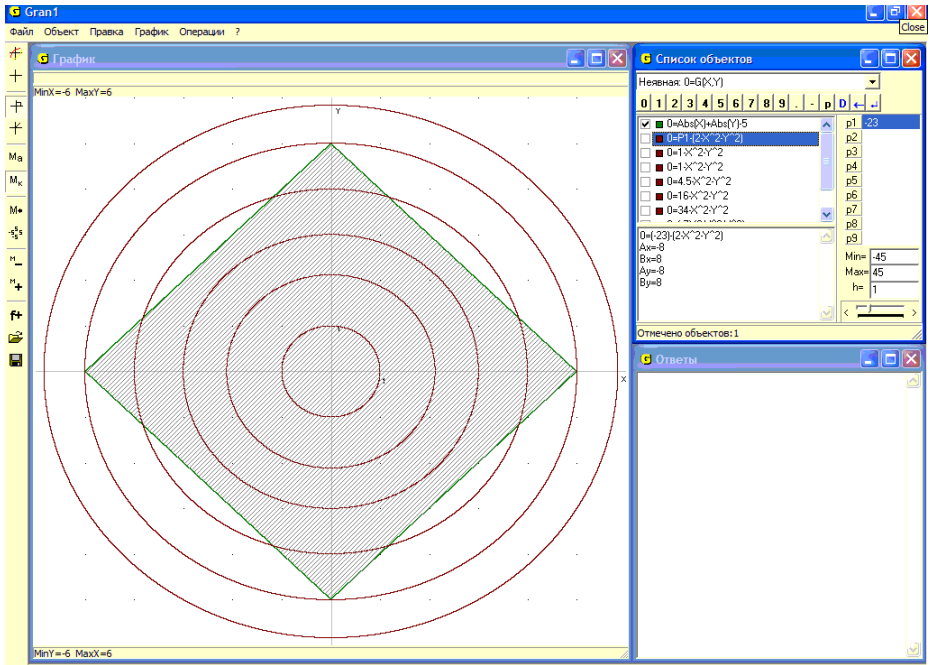 Gran1
Файл Объект Правка График Операции ?
Close
График
MinX=-6 MaxY=6
Y
1
1
X
MinY=-6 MaxX=6
Ma
Mк
M
M
M
f+
Список объектов
Неявная: 0=G(X,Y)
0 1 2 3 4 5 6 7 8 9 . - p D
0=Abs(X)+Abs(Y)-5
0=P1-(2-X^2-Y^2)
0=1-X^2-Y^2
0=1-X^2-Y^2
0=4.5-X^2-Y^2
0=16-X^2-Y^2
0=34-X^2-Y^2
p1 -23
p2
p3
p4
p5
p6
p7
p8
p9
0=(-23)-(2-X^2-Y^2)
Ax=-8
Bx=8
Ay=-8
By=8
Min= -45
Max= 45
h= 1
Отмечено объектов:1
Ответы